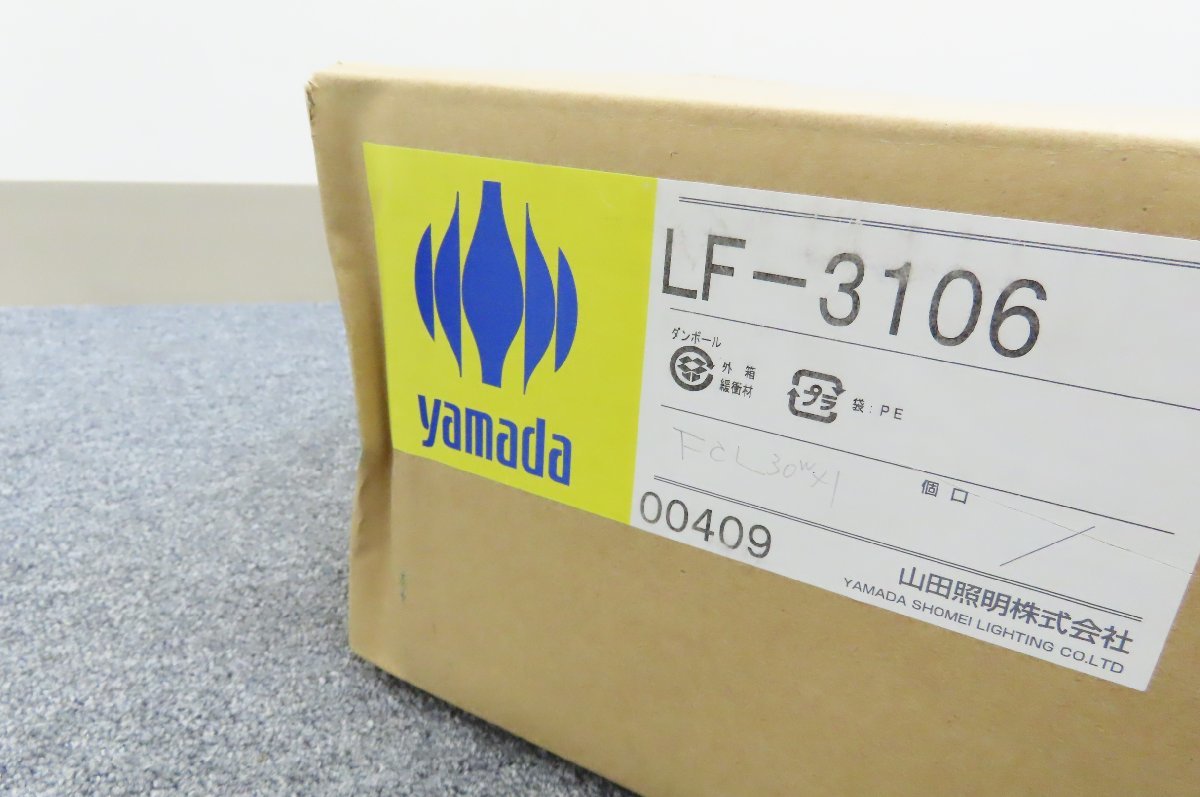 yamada
LF-3106
ダンボール
外箱
緩衝材
プラ
袋:PE
FCL30W×1
個口
00409
山田照明株式会社
YAMADA SHOMEI LIGHTING CO.LTD